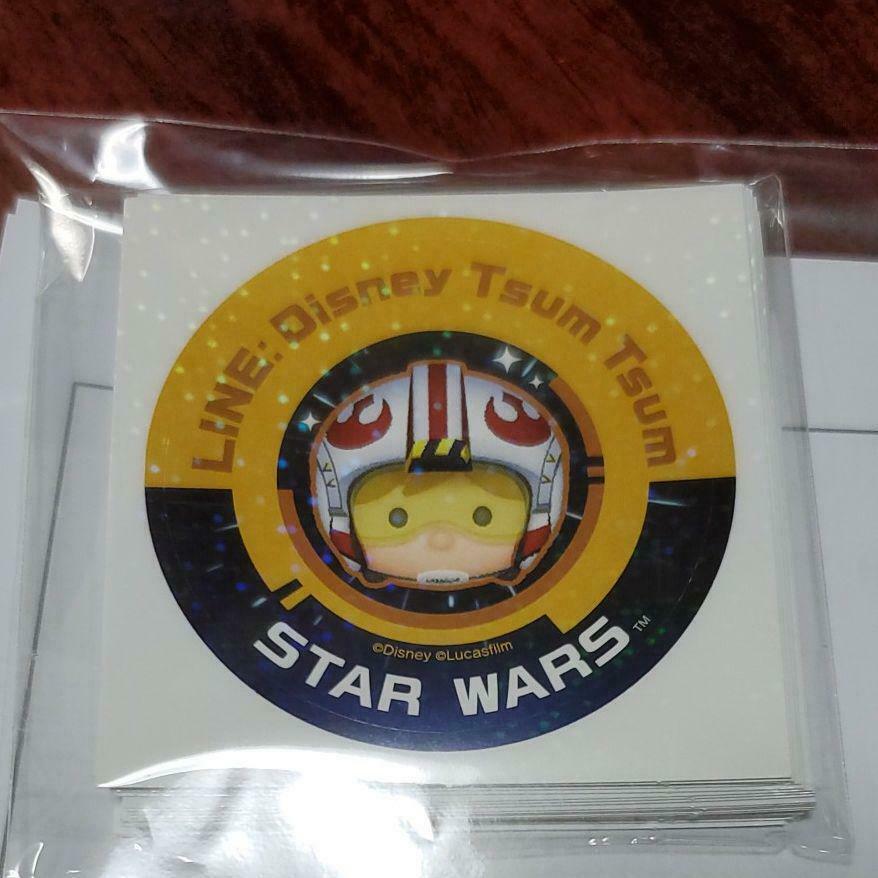 LINE: Disney Tsum Tsum
©Disney ©Lucasfilm
STAR WARS™